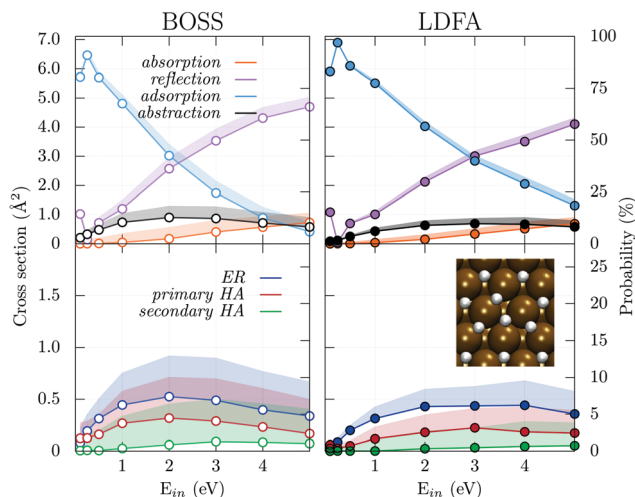 BOSS
LDFA
7.0
6.0
5.0
4.0
3.0
2.0
1.0
0
absorption
reflection
adsorption
abstraction
100
75
50
25
0
Cross section (Å²)
Probability (%)
1.5
1.0
0.5
0
ER
primary HA
secondary HA
25
20
15
10
5
0
1 2 3 4
1 2 3 4
E_in (eV)
E_in (eV)